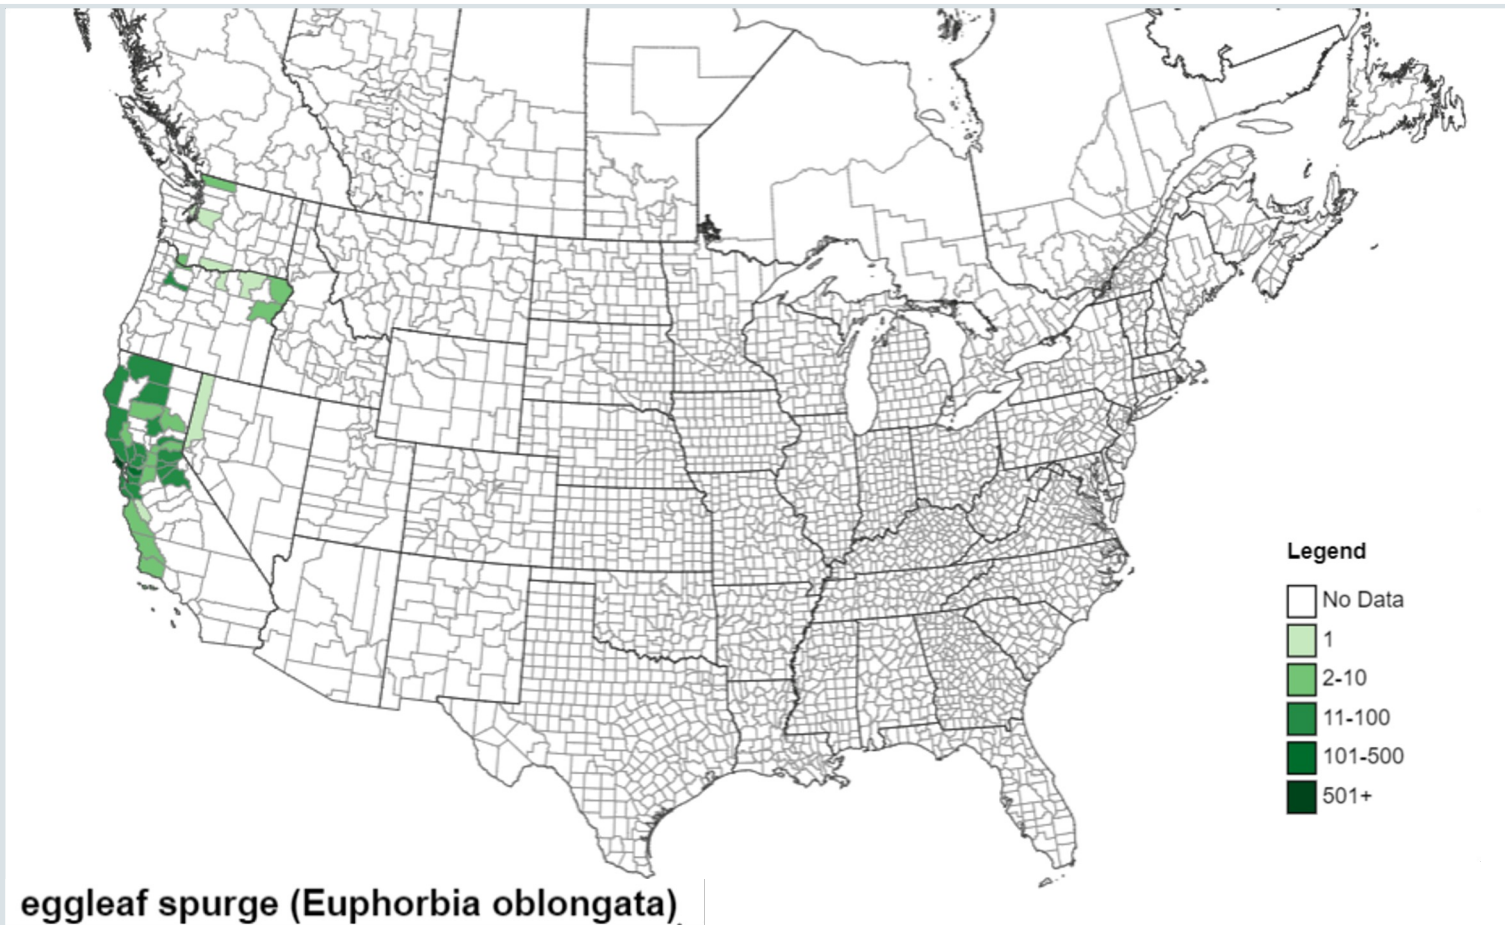 Legend
No Data
1
2-10
11-100
101-500
501+
eggleaf spurge (Euphorbia oblongata)